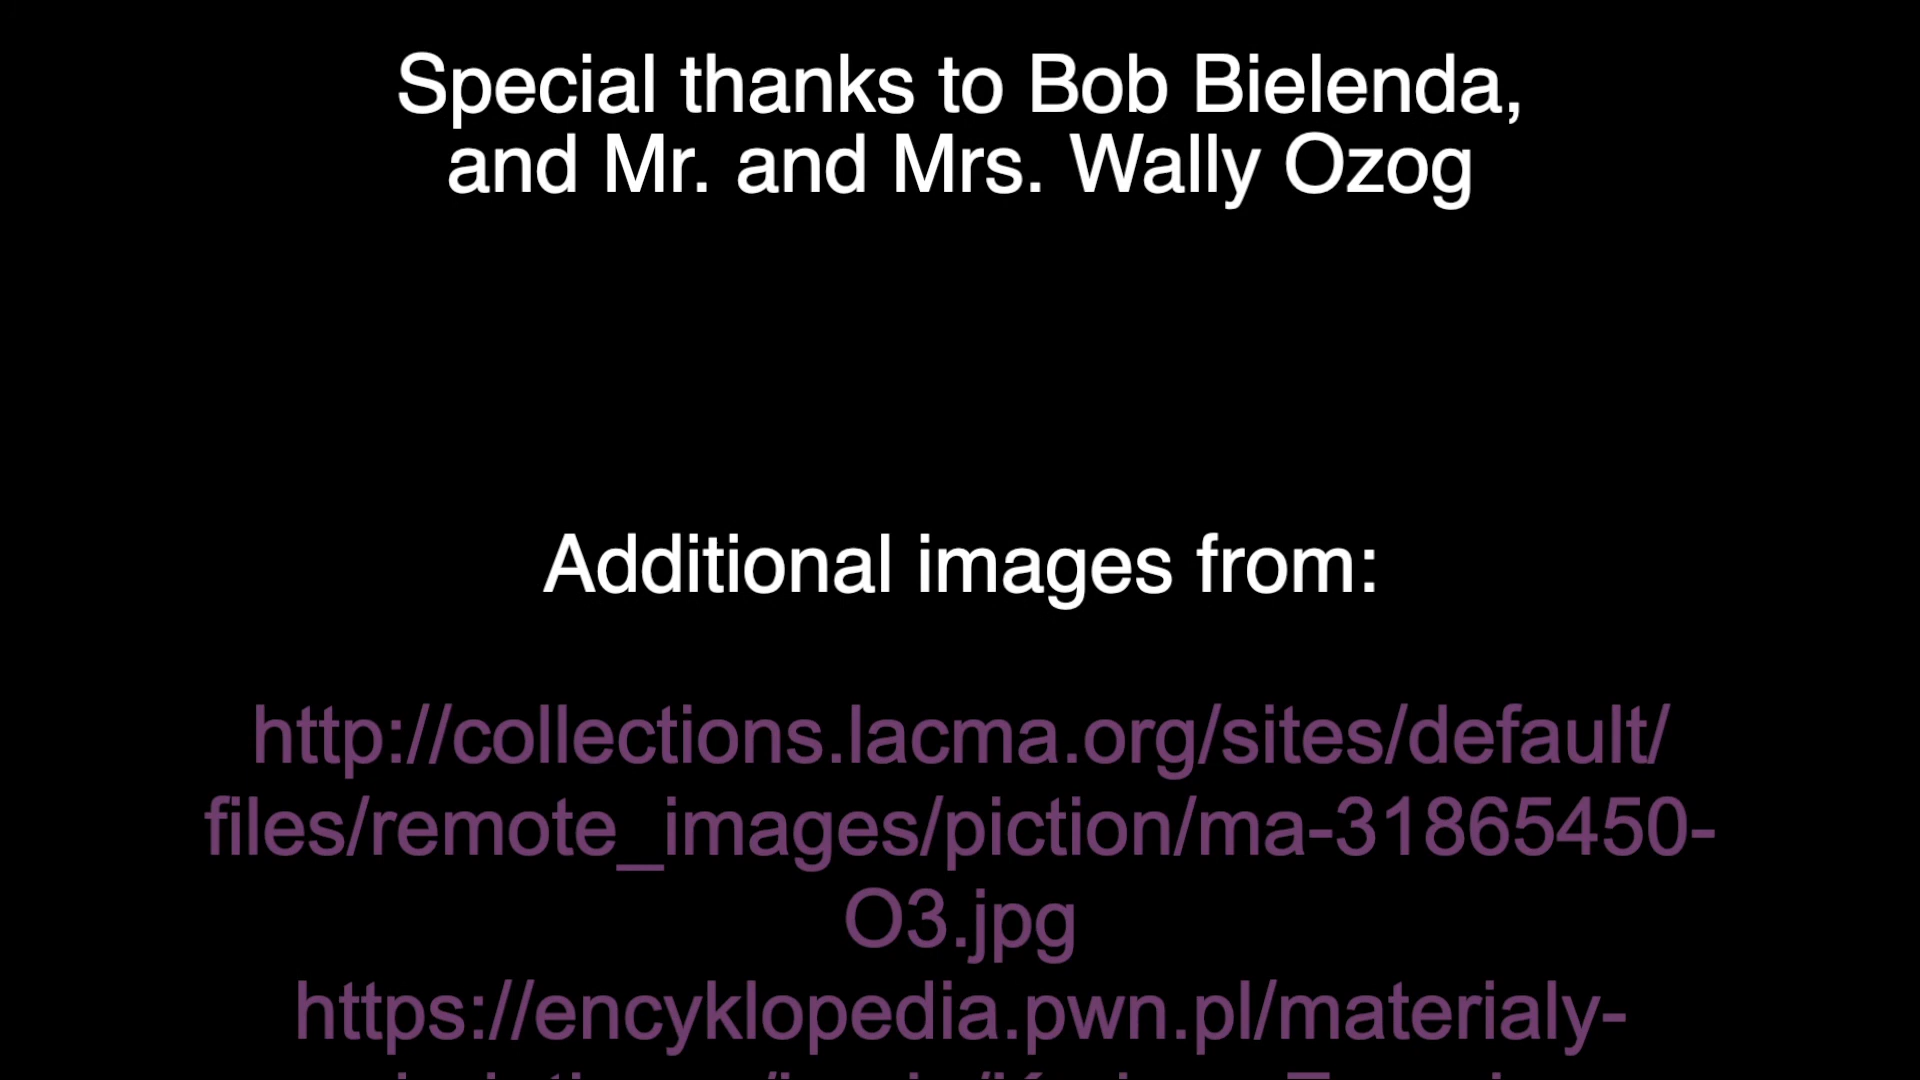 Special thanks to Bob Bielenda,
and Mr. and Mrs. Wally Ozog
Additional images from:
http://collections.lacma.org/sites/default/
files/remote_images/piction/ma-31865450-
O3.jpg
https://encyklopedia.pwn.pl/materialy-